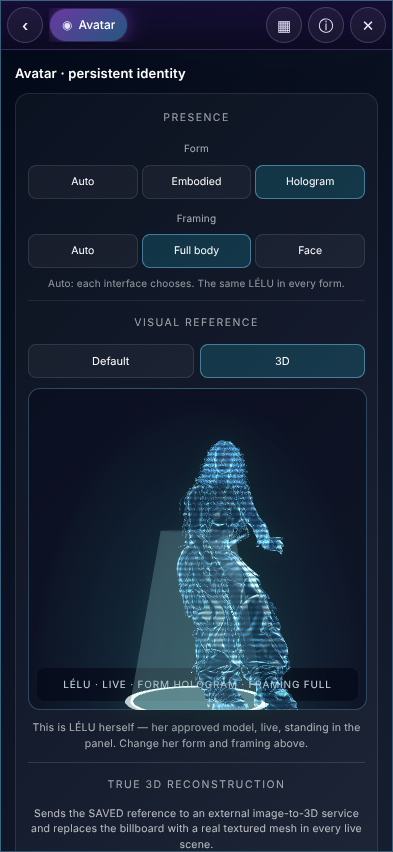 Avatar
Avatar · persistent identity
PRESENCE
Form
Auto
Embodied
Hologram
Framing
Auto
Full body
Face
Auto: each interface chooses. The same LÉLU in every form.
VISUAL REFERENCE
Default
3D
LÉLU · LIVE · FORM HOLOGRAM · FRAMING FULL
This is LÉLU herself — her approved model, live, standing in the
panel. Change her form and framing above.
TRUE 3D RECONSTRUCTION
Sends the SAVED reference to an external image-to-3D service
and replaces the billboard with a real textured mesh in every live
scene.